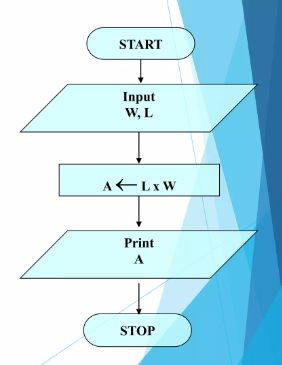 START
Input
W, L
A ← L x W
Print
A
STOP